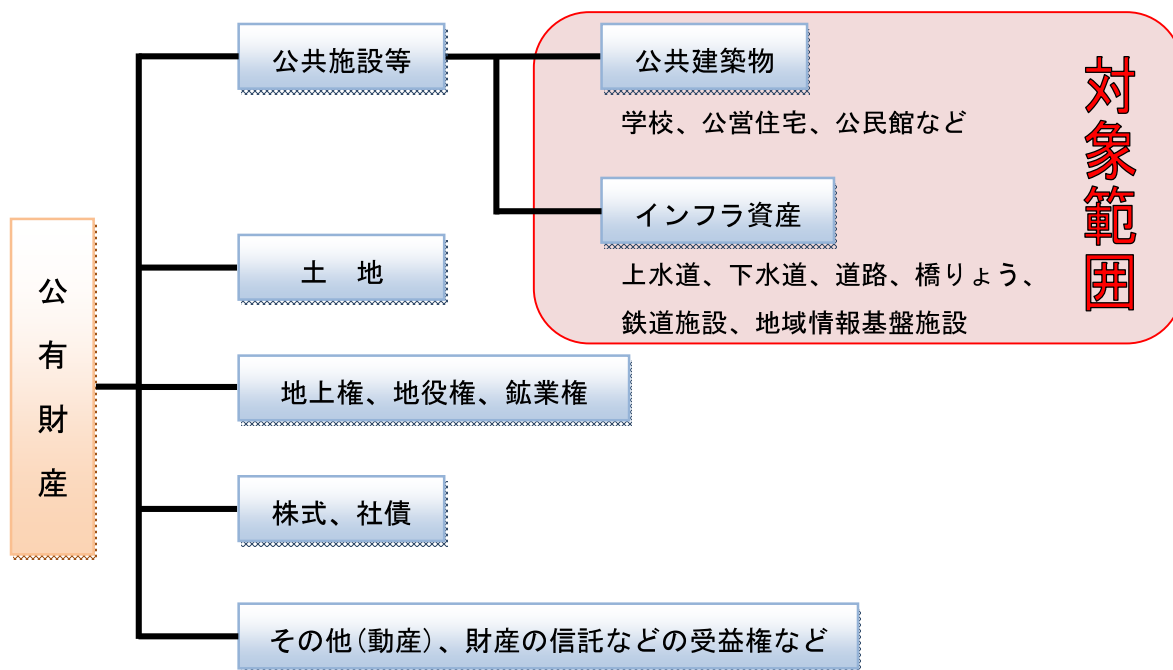 公有財産
公共施設等
公共建築物
学校、公営住宅、公民館など
インフラ資産
上水道、下水道、道路、橋りょう、
鉄道施設、地域情報基盤施設
対象範囲
土　地
地上権、地役権、鉱業権
株式、社債
その他(動産)、財産の信託などの受益権など